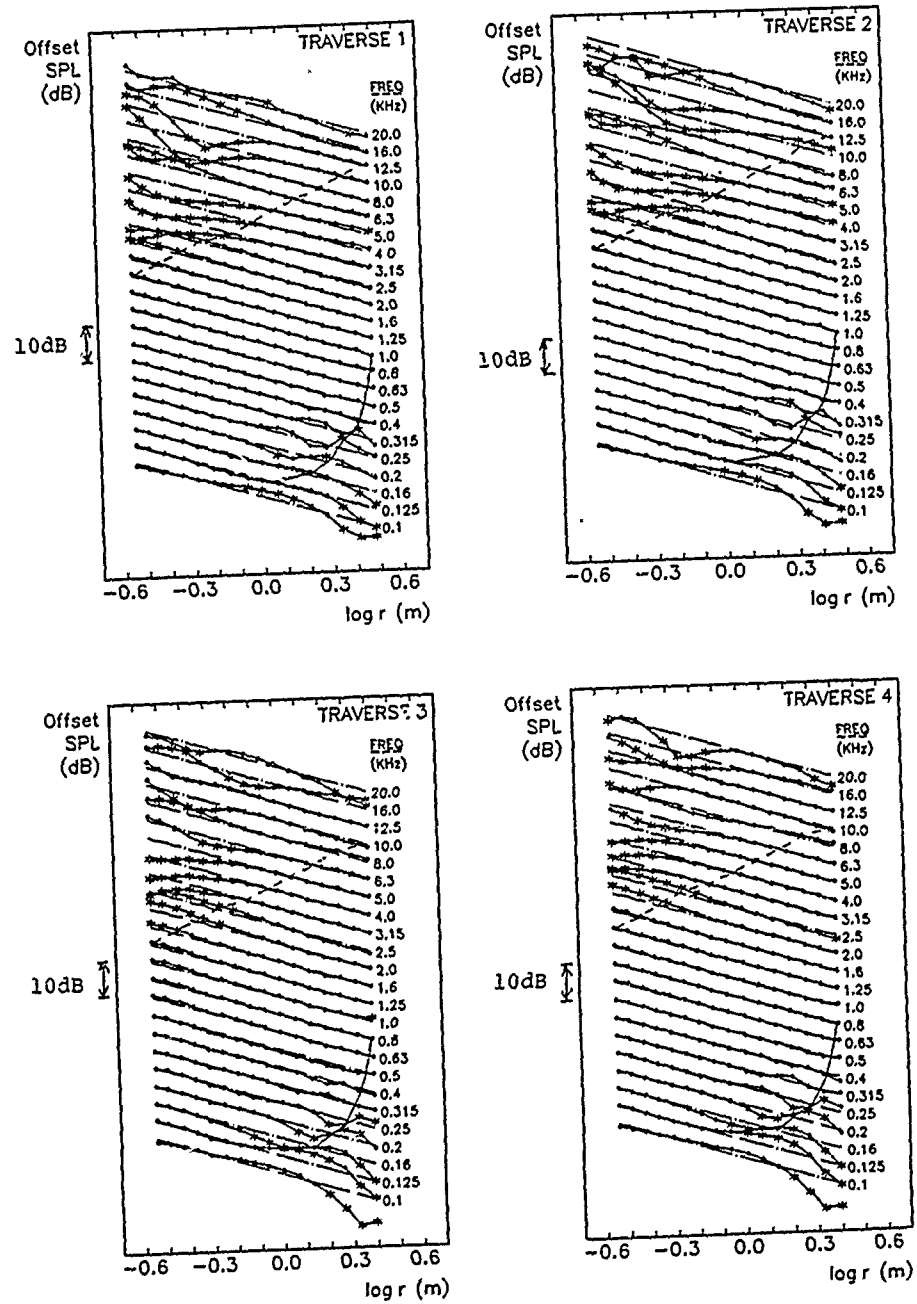 Offset
SPL
(dB)
TRAVERSE 1
FREQ
(KHz)
20.0
16.0
12.5
10.0
8.0
6.3
5.0
4.0
3.15
2.5
2.0
1.6
1.25
1.0
0.8
0.63
0.5
0.4
0.315
0.25
0.2
0.16
0.125
0.1
10dB
-0.6 -0.3 0.0 0.3 0.6
log r (m)
Offset
SPL
(dB)
TRAVERSE 2
FREQ
(KHz)
20.0
16.0
12.5
10.0
8.0
6.3
5.0
4.0
3.15
2.5
2.0
1.6
1.25
1.0
0.8
0.63
0.5
0.4
0.315
0.25
0.2
0.16
0.125
0.1
10dB
-0.6 -0.3 0.0 0.3 0.6
log r (m)
Offset
SPL
(dB)
TRAVERSE 3
FREQ
(KHz)
20.0
16.0
12.5
10.0
8.0
6.3
5.0
4.0
3.15
2.5
2.0
1.6
1.25
1.0
0.8
0.63
0.5
0.4
0.315
0.25
0.2
0.16
0.125
0.1
10dB
-0.6 -0.3 0.0 0.3 0.6
log r (m)
Offset
SPL
(dB)
TRAVERSE 4
FREQ
(KHz)
20.0
16.0
12.5
10.0
8.0
6.3
5.0
4.0
3.15
2.5
2.0
1.6
1.25
1.0
0.8
0.63
0.5
0.4
0.315
0.25
0.2
0.16
0.125
0.1
10dB
-0.6 -0.3 0.0 0.3 0.6
log r (m)